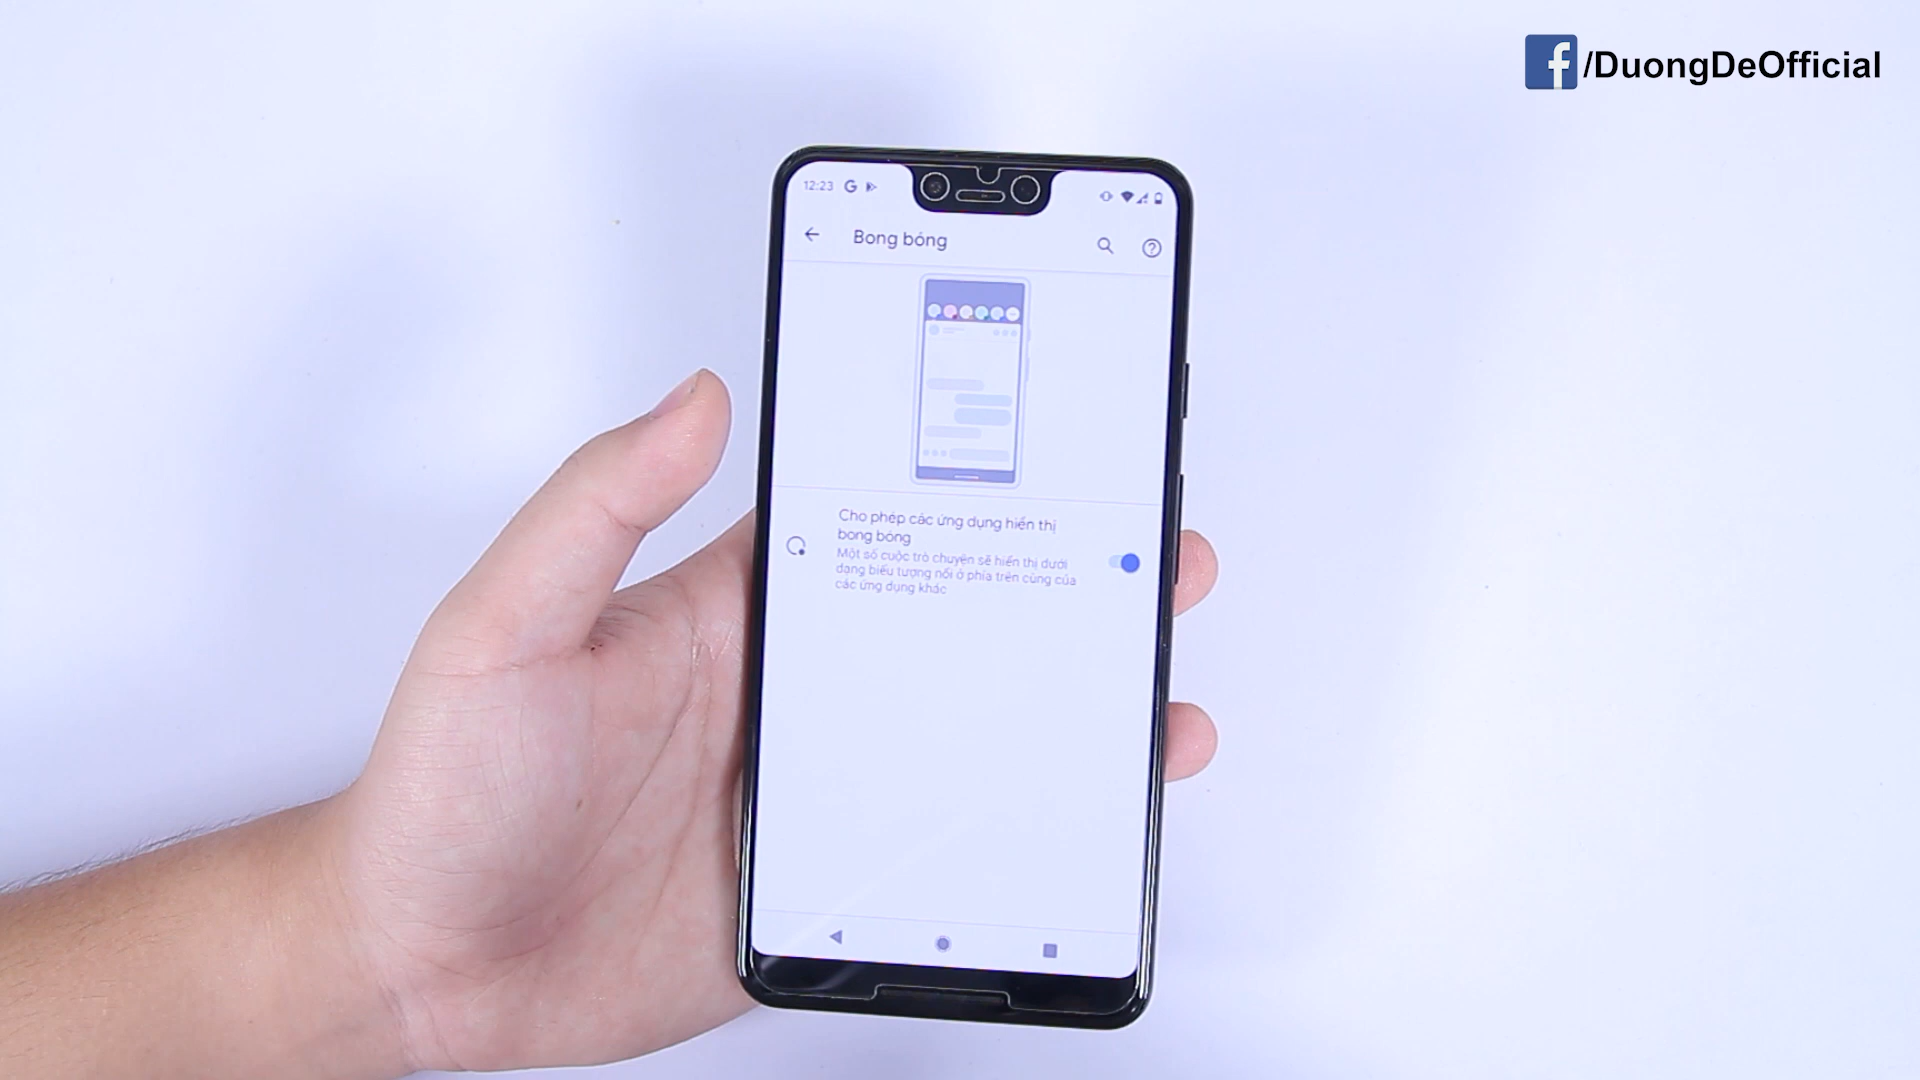 /DuongDeOfficial
12:23
Bong bóng
Cho phép các ứng dụng hiển thị
bong bóng
Một số cuộc trò chuyện sẽ hiển thị dưới
dạng biểu tượng nổi ở phía trên cùng của
các ứng dụng khác